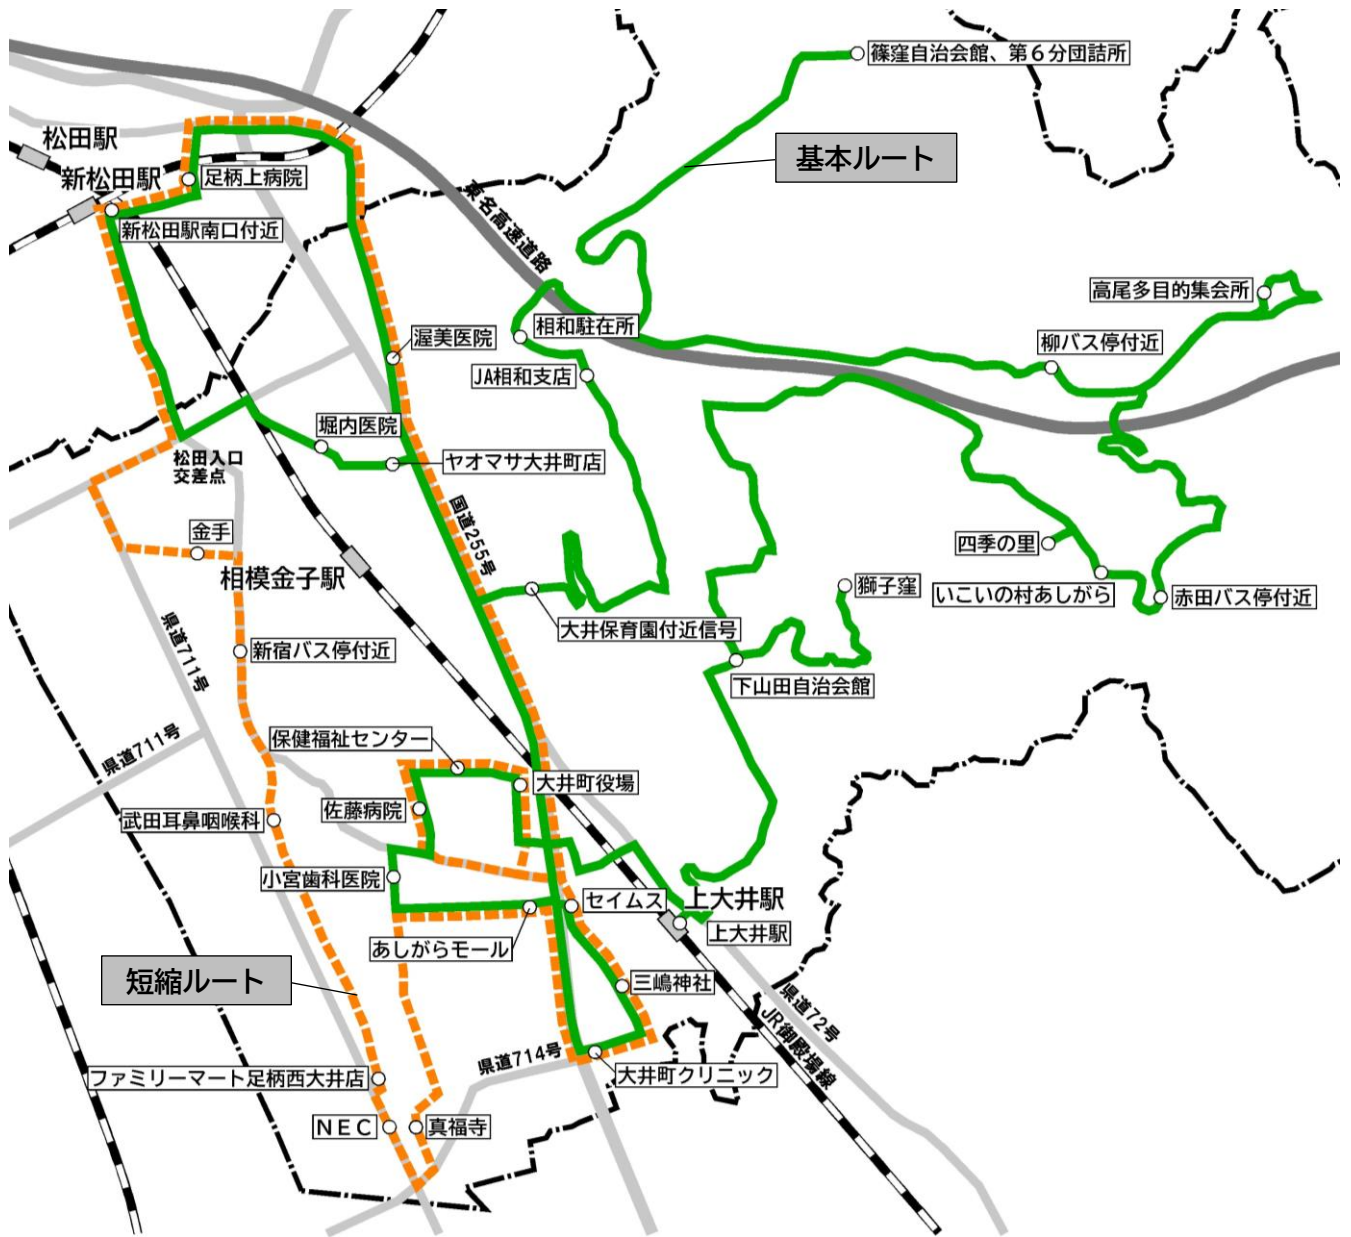 篠窪自治会館、第６分団詰所
松田駅
基本ルート
新松田駅
足柄上病院
新松田駅南口付近
東名高速道路
高尾多目的集会所
相和駐在所
渥美医院
柳バス停付近
JA相和支店
堀内医院
松田入口
交差点
ヤオマサ大井町店
国道255号
金手
四季の里
相模金子駅
獅子窪
いこいの村あしがら
赤田バス停付近
大井保育園付近信号
県道711号
新宿バス停付近
下山田自治会館
保健福祉センター
県道711号
大井町役場
佐藤病院
武田耳鼻咽喉科
小宮歯科医院
セイムス
上大井駅
上大井駅
あしがらモール
短縮ルート
三嶋神社
県道72号
JR御殿場線
県道714号
ファミリーマート足柄西大井店
大井町クリニック
ＮＥＣ
真福寺